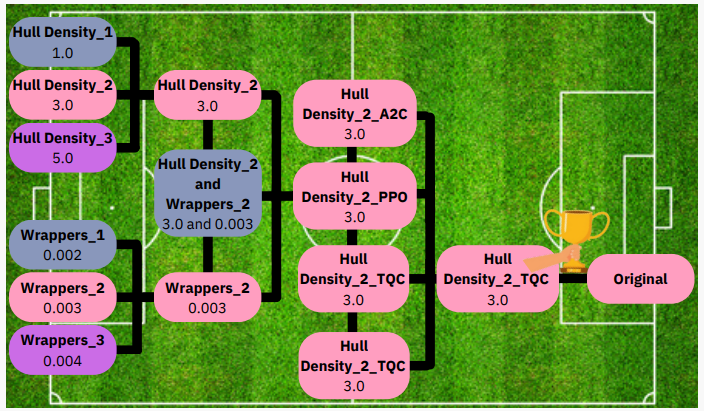 Hull Density_1
1.0
Hull Density_2
3.0
Hull Density_3
5.0
Wrappers_1
0.002
Wrappers_2
0.003
Wrappers_3
0.004
Hull Density_2
3.0
Hull Density_2
and
Wrappers_2
3.0 and 0.003
Wrappers_2
0.003
Hull
Density_2_A2C
3.0
Hull
Density_2_PPO
3.0
Hull
Density_2_TQC
3.0
Hull
Density_2_TQC
3.0
Hull
Density_2_TQC
3.0
Original